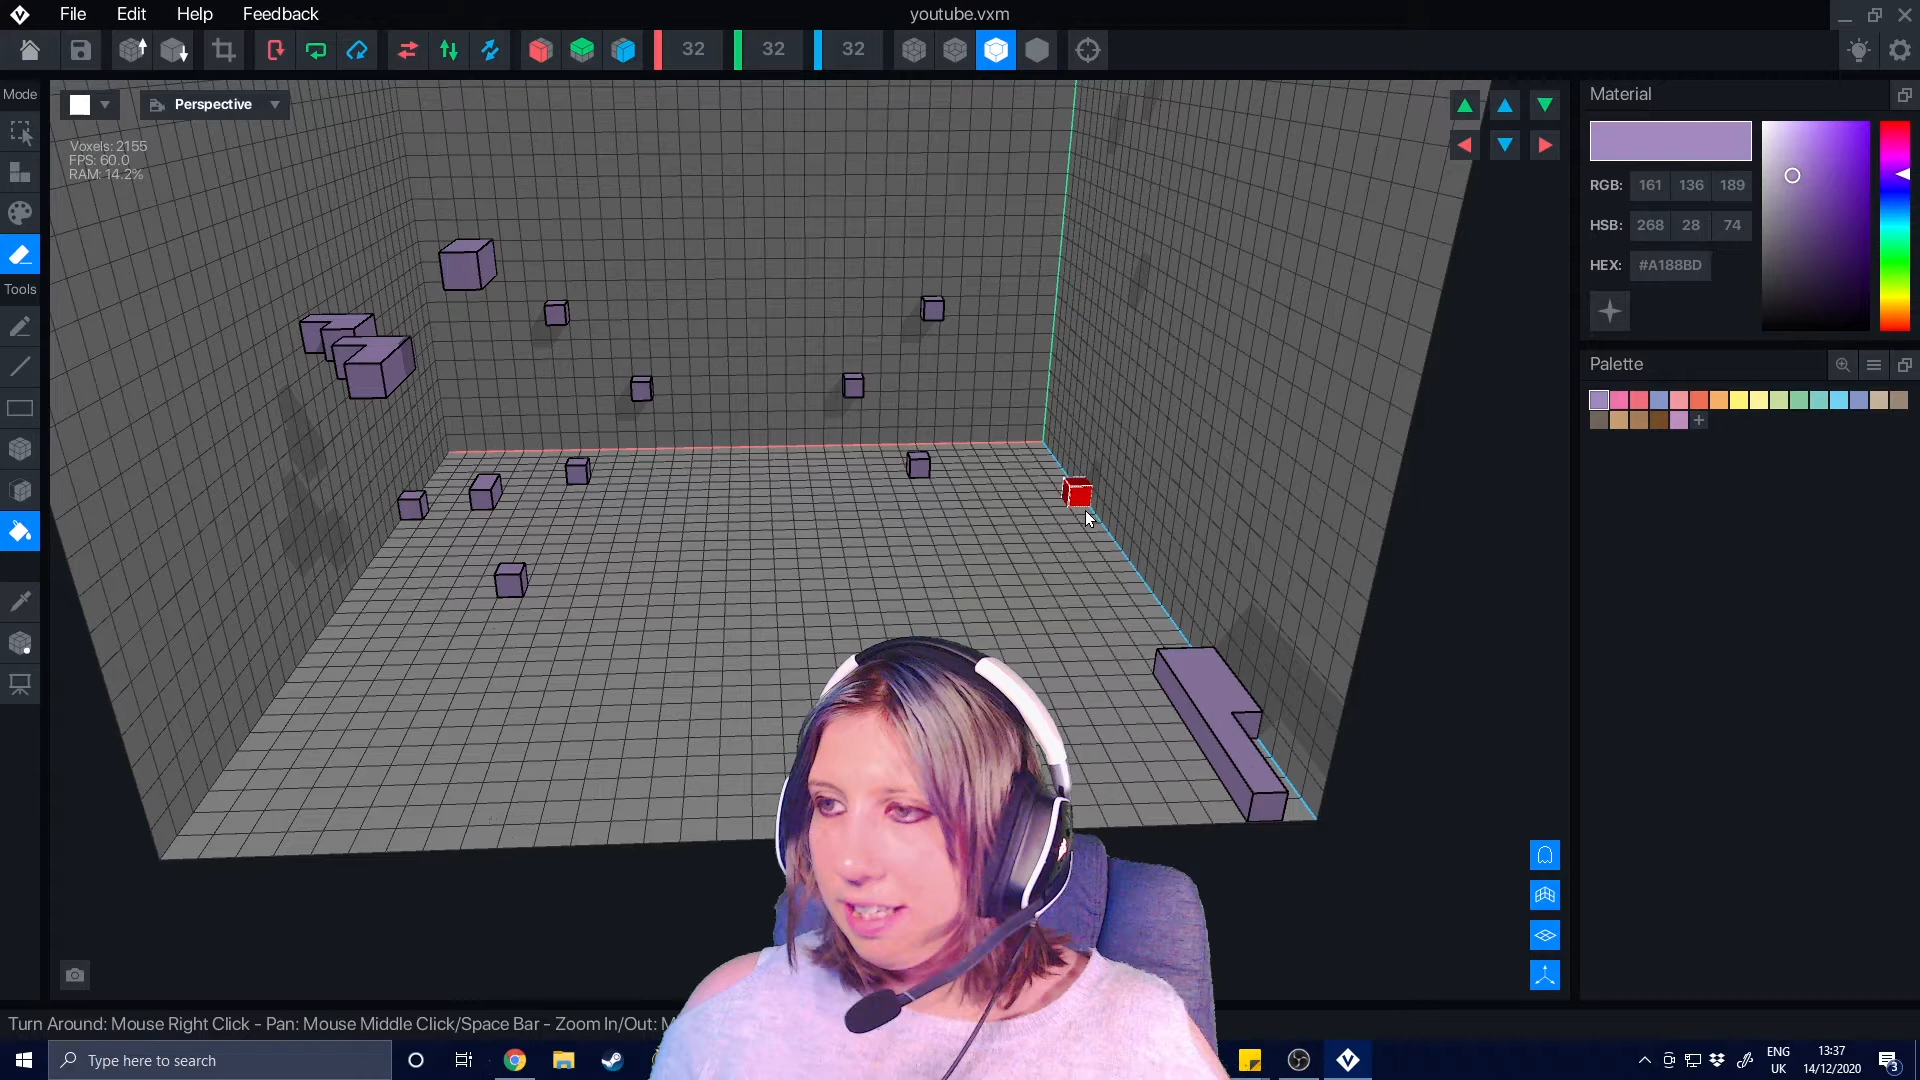 File Edit Help Feedback
youtube.vxm
32 32 32
Mode
Perspective
Voxels: 2155
FPS: 60.0
RAM: 14.2%
Tools
Material
RGB: 161 136 189
HSB: 268 28 74
HEX: #A188BD
Palette
Turn Around: Mouse Right Click - Pan: Mouse Middle Click/Space Bar - Zoom In/Out:
Type here to search
ENG
UK
13:37
14/12/2020
3